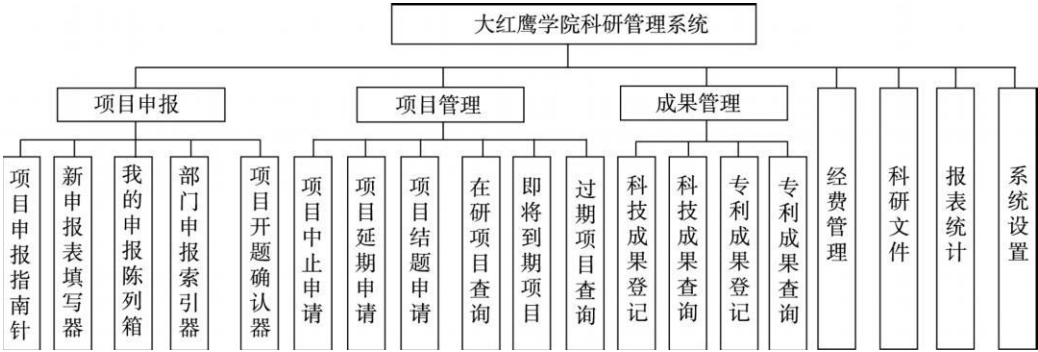 大红鹰学院科研管理系统
项目申报
项目管理
成果管理
经费管理
科研文件
报表统计
系统设置
项目申报指南针
新申报表填写器
我的申报陈列箱
部门申报索引器
项目开题确认器
项目中止申请
项目延期申请
项目结题申请
在研项目查询
即将到期项目
过期项目查询
科技成果登记
科技成果查询
专利成果登记
专利成果查询